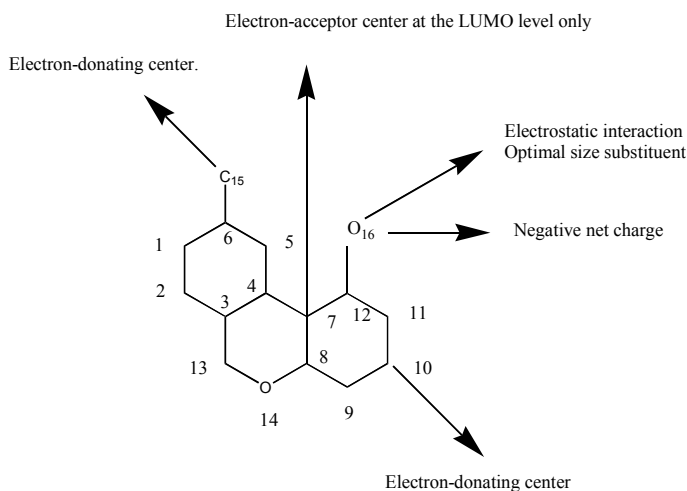 Electron-acceptor center at the LUMO level only
Electron-donating center.
Electrostatic interaction
Optimal size substituent
C15
O16
Negative net charge
6
1
5
2
4
3
7
12
11
13
8
10
O
14
9
Electron-donating center